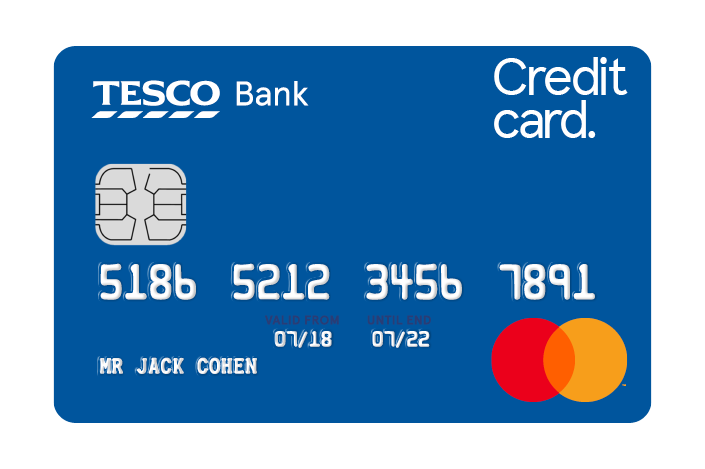 TESCO Bank
Credit
card.
5186 5212 3456 7891
VALID FROM UNTIL END
07/18 07/22
MR JACK COHEN